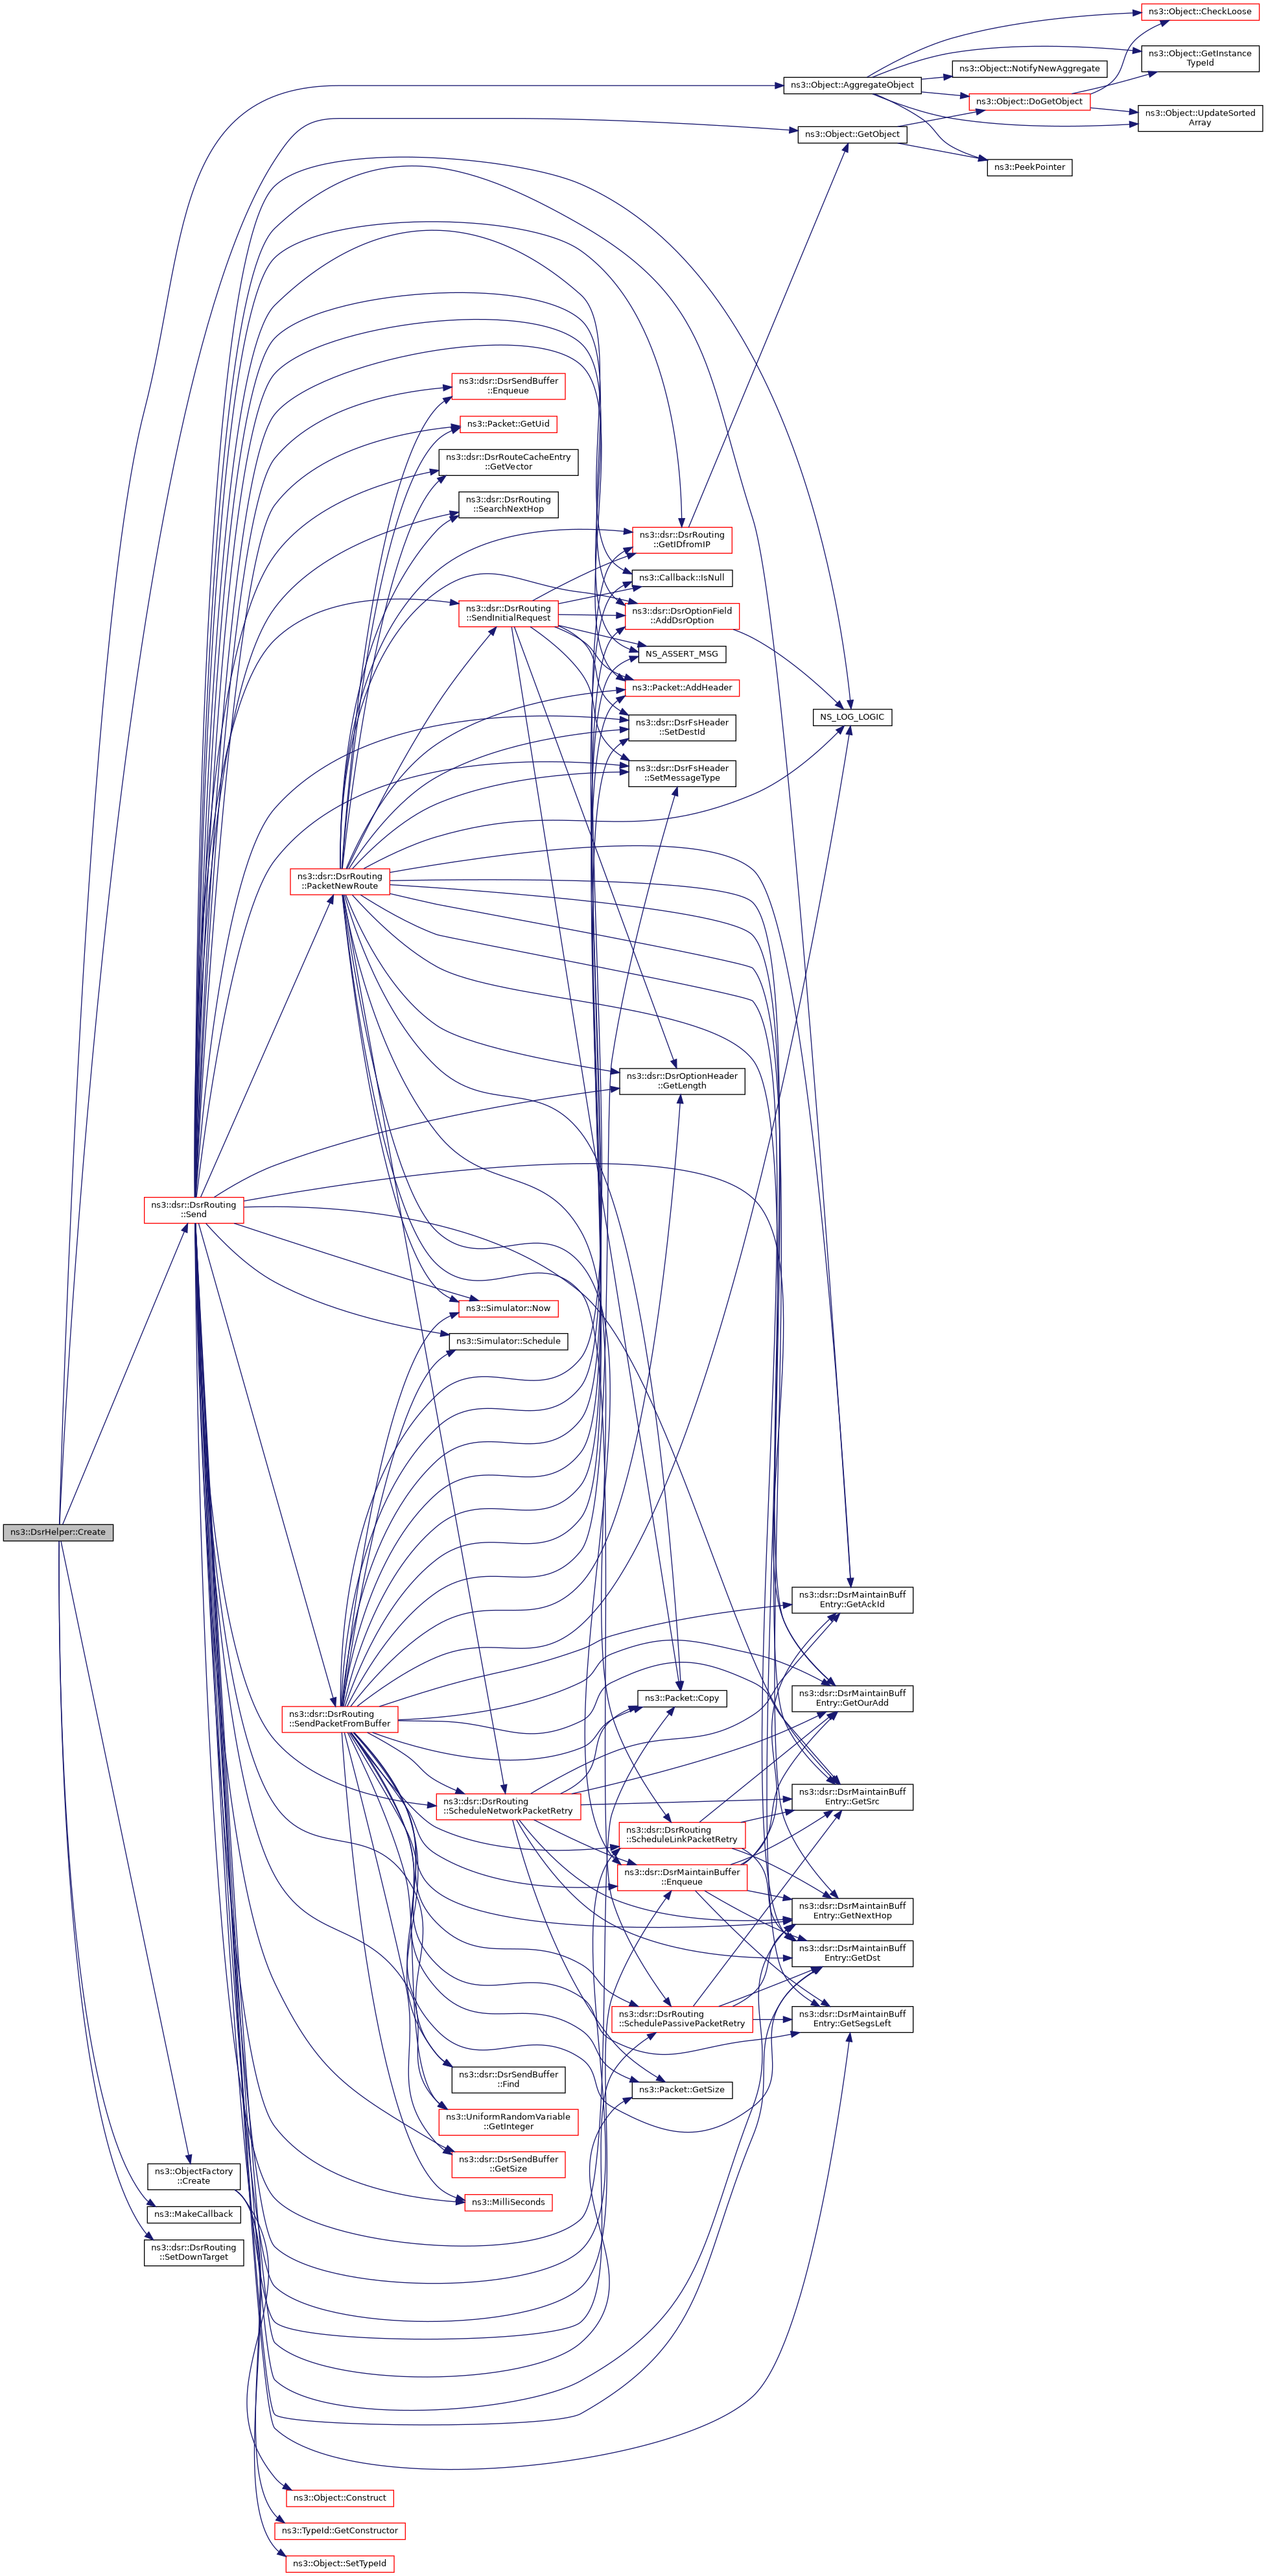 ns3::Object::CheckLoose
ns3::Object::GetInstance
TypeId
ns3::Object::NotifyNewAggregate
ns3::Object::AggregateObject
ns3::Object::DoGetObject
ns3::Object::UpdateSorted
Array
ns3::Object::GetObject
ns3::PeekPointer
ns3::dsr::DsrSendBuffer
::Enqueue
ns3::Packet::GetUid
ns3::dsr::DsrRouteCacheEntry
::GetVector
ns3::dsr::DsrRouting
::SearchNextHop
ns3::dsr::DsrRouting
::GetIDfromIP
ns3::Callback::IsNull
ns3::dsr::DsrRouting
::SendInitialRequest
ns3::dsr::DsrOptionField
::AddDsrOption
NS_ASSERT_MSG
ns3::Packet::AddHeader
ns3::dsr::DsrFsHeader
::SetDestId
NS_LOG_LOGIC
ns3::dsr::DsrFsHeader
::SetMessageType
ns3::dsr::DsrRouting
::PacketNewRoute
ns3::dsr::DsrOptionHeader
::GetLength
ns3::dsr::DsrRouting
::Send
ns3::Simulator::Now
ns3::Simulator::Schedule
ns3::DsrHelper::Create
ns3::dsr::DsrMaintainBuff
Entry::GetAckId
ns3::dsr::DsrMaintainBuff
Entry::GetOurAdd
ns3::Packet::Copy
ns3::dsr::DsrRouting
::SendPacketFromBuffer
ns3::dsr::DsrMaintainBuff
Entry::GetSrc
ns3::dsr::DsrRouting
::ScheduleNetworkPacketRetry
ns3::dsr::DsrRouting
::ScheduleLinkPacketRetry
ns3::dsr::DsrMaintainBuffer
::Enqueue
ns3::dsr::DsrMaintainBuff
Entry::GetNextHop
ns3::dsr::DsrMaintainBuff
Entry::GetDst
ns3::dsr::DsrRouting
::SchedulePassivePacketRetry
ns3::dsr::DsrMaintainBuff
Entry::GetSegsLeft
ns3::dsr::DsrSendBuffer
::Find
ns3::Packet::GetSize
ns3::UniformRandomVariable
::GetInteger
ns3::dsr::DsrSendBuffer
::GetSize
ns3::ObjectFactory
::Create
ns3::MilliSeconds
ns3::MakeCallback
ns3::dsr::DsrRouting
::SetDownTarget
ns3::Object::Construct
ns3::TypeId::GetConstructor
ns3::Object::SetTypeId